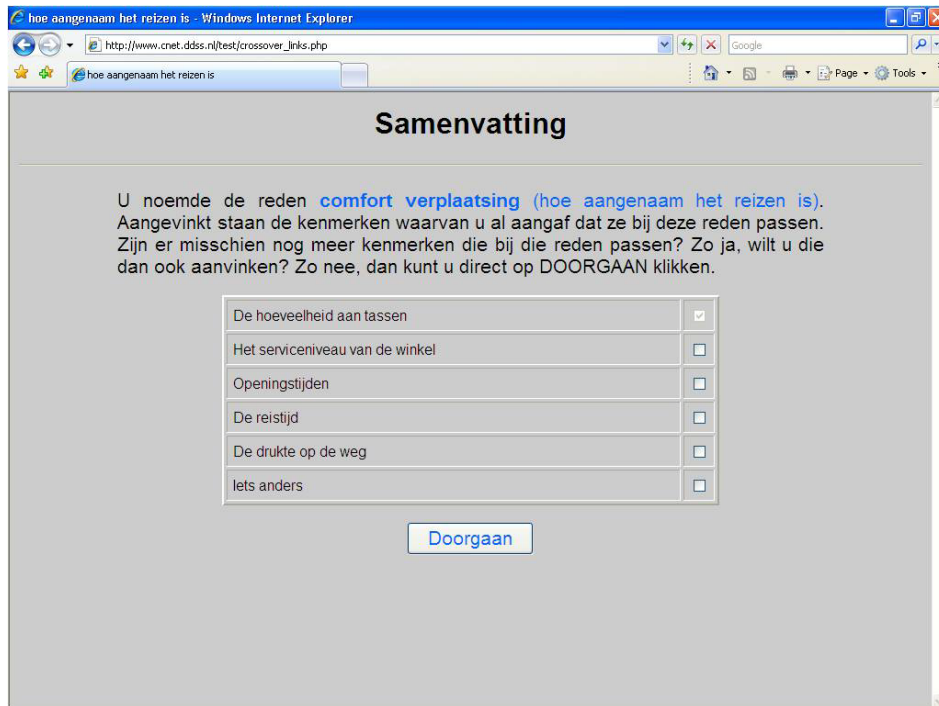 hoe aangenaam het reizen is - Windows Internet Explorer
http://www.cnet.ddss.nl/test/crossover_links.php
Google
hoe aangenaam het reizen is
Page
Tools
Samenvatting
U noemde de reden comfort verplaatsing (hoe aangenaam het reizen is).
Aangevinkt staan de kenmerken waarvan u al aangaf dat ze bij deze reden passen.
Zijn er misschien nog meer kenmerken die bij die reden passen? Zo ja, wilt u die
dan ook aanvinken? Zo nee, dan kunt u direct op DOORGAAN klikken.
De hoeveelheid aan tassen
Het serviceniveau van de winkel
Openingstijden
De reistijd
De drukte op de weg
Iets anders
Doorgaan